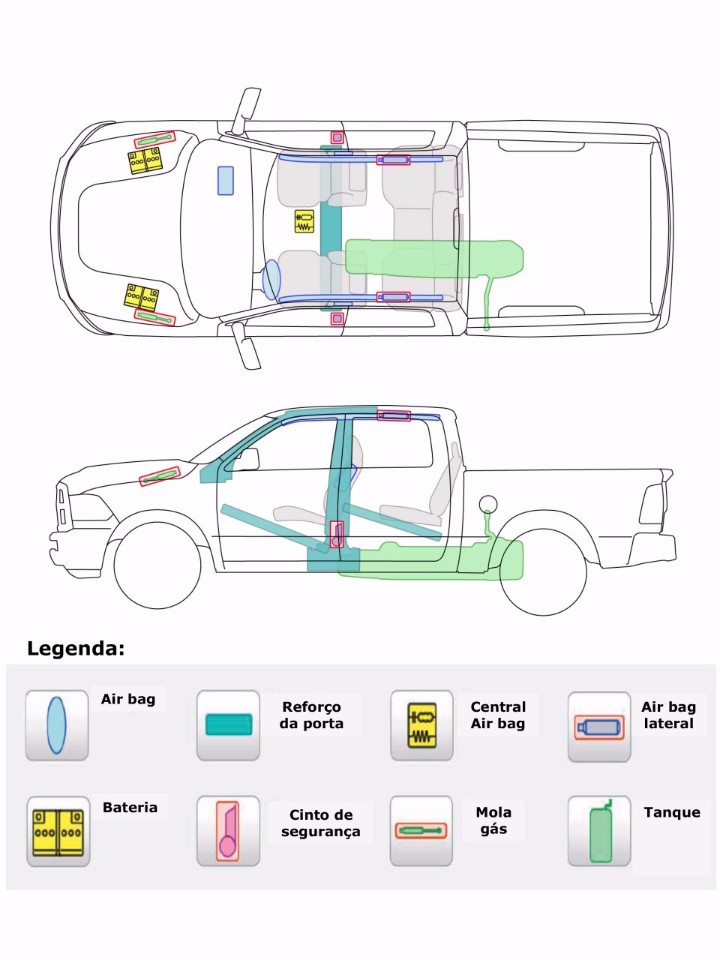 Legenda:
Air bag
Reforço
da porta
Central
Air bag
Air bag
lateral
Bateria
Cinto de
segurança
Mola
gás
Tanque